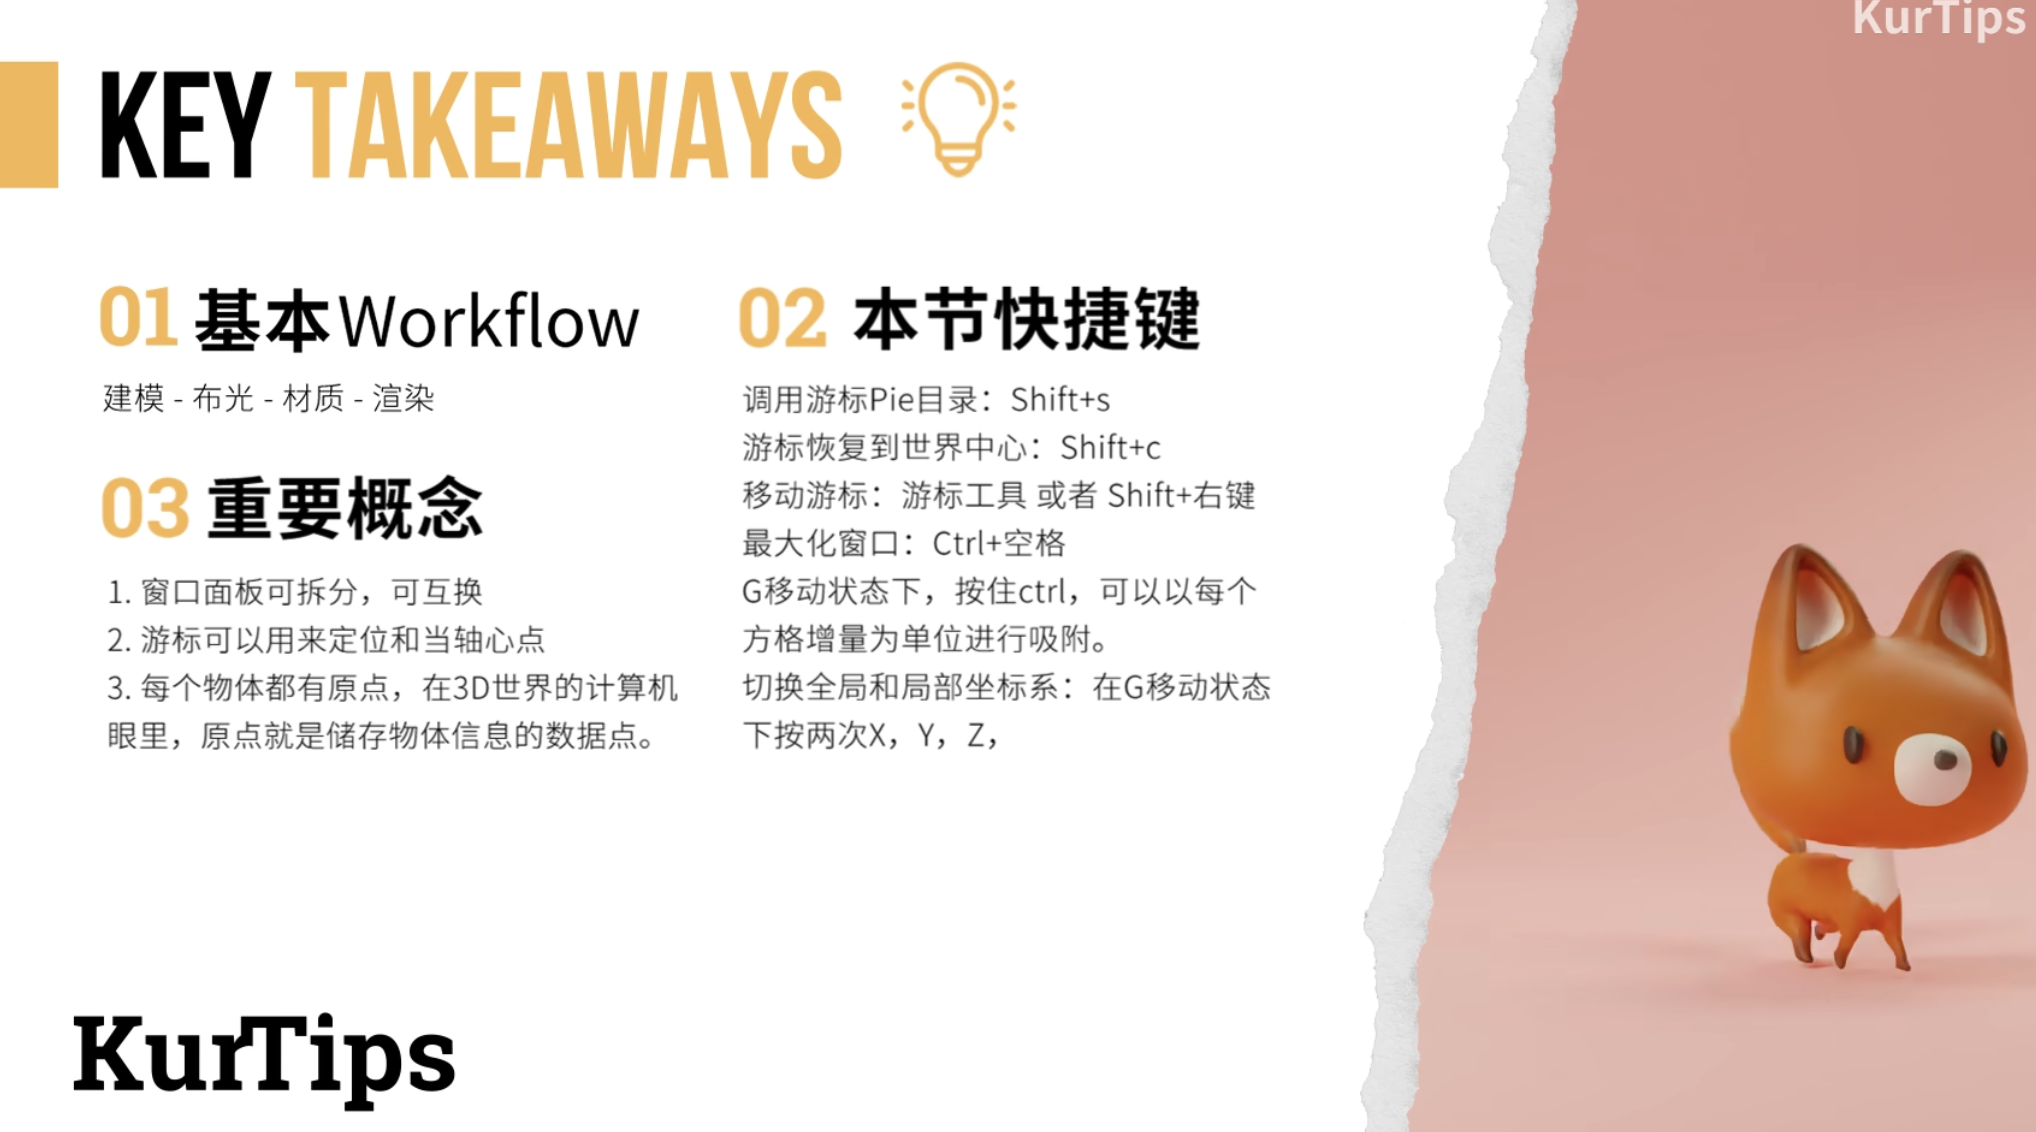 KurTips
KEY TAKEAWAYS
01 基本Workflow
建模 - 布光 - 材质 - 渲染
03 重要概念
1. 窗口面板可拆分，可互换
2. 游标可以用来定位和当轴心点
3. 每个物体都有原点，在3D世界的计算机
眼里，原点就是储存物体信息的数据点。
02 本节快捷键
调用游标Pie目录：Shift+s
游标恢复到世界中心：Shift+c
移动游标：游标工具 或者 Shift+右键
最大化窗口：Ctrl+空格
G移动状态下，按住ctrl，可以以每个
方格增量为单位进行吸附。
切换全局和局部坐标系：在G移动状态
下按两次X，Y，Z，
KurTips